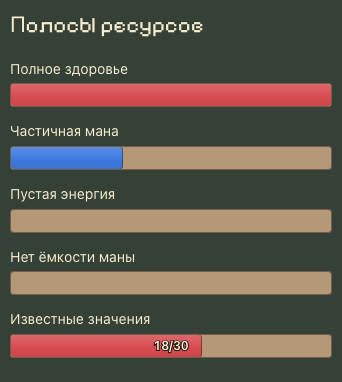 Полосы ресурсов
Полное здоровье
Частичная мана
Пустая энергия
Нет ёмкости маны
Известные значения
18/30